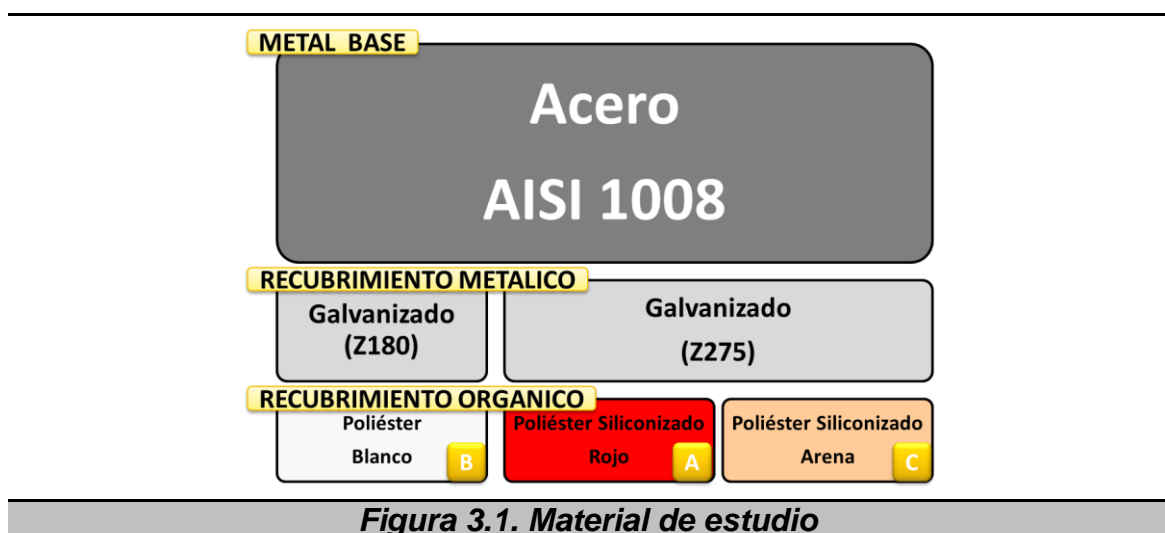 METAL BASE
Acero
AISI 1008
RECUBRIMIENTO METALICO
Galvanizado
(Z180)
Galvanizado
(Z275)
RECUBRIMIENTO ORGANICO
Poliéster
Blanco
B
Poliéster Siliconizado
Rojo
A
Poliéster Siliconizado
Arena
C
Figura 3.1. Material de estudio